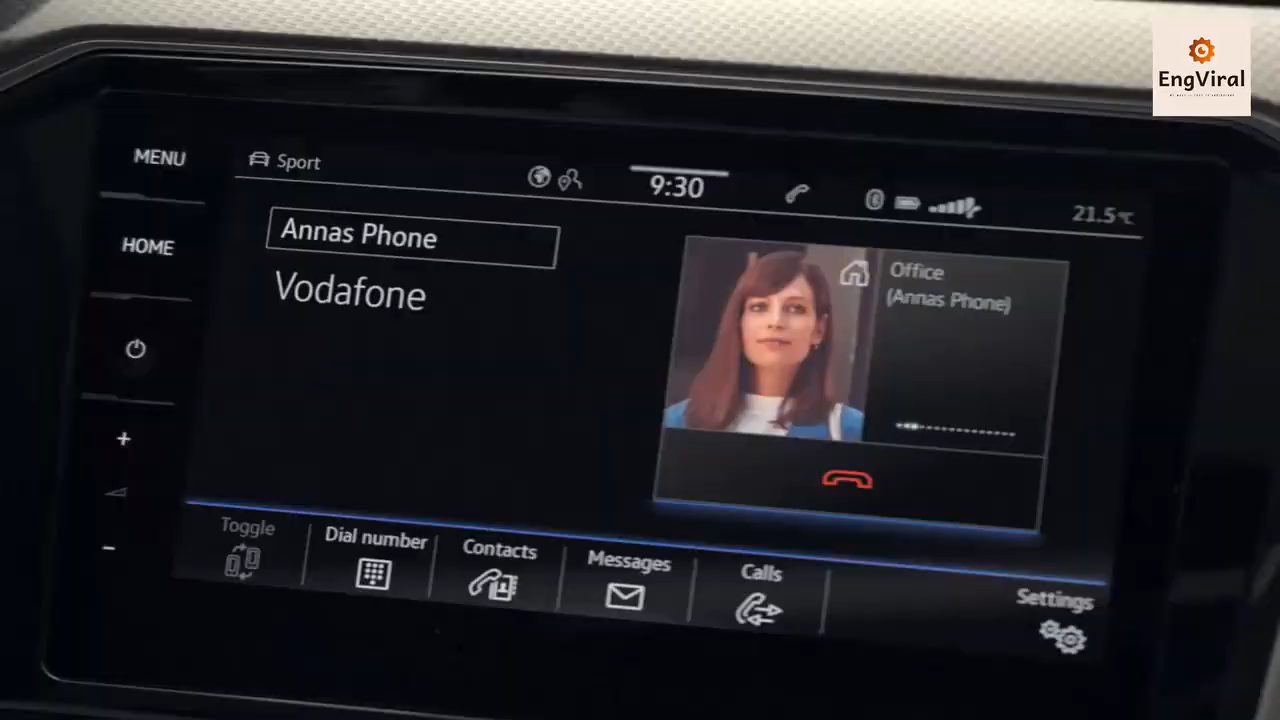 EngViral
MENU
Sport
9:30
21.5°C
HOME
Annas Phone
Vodafone
Office
(Annas Phone)
+
-
Toggle
Dial number
Contacts
Messages
Calls
Settings